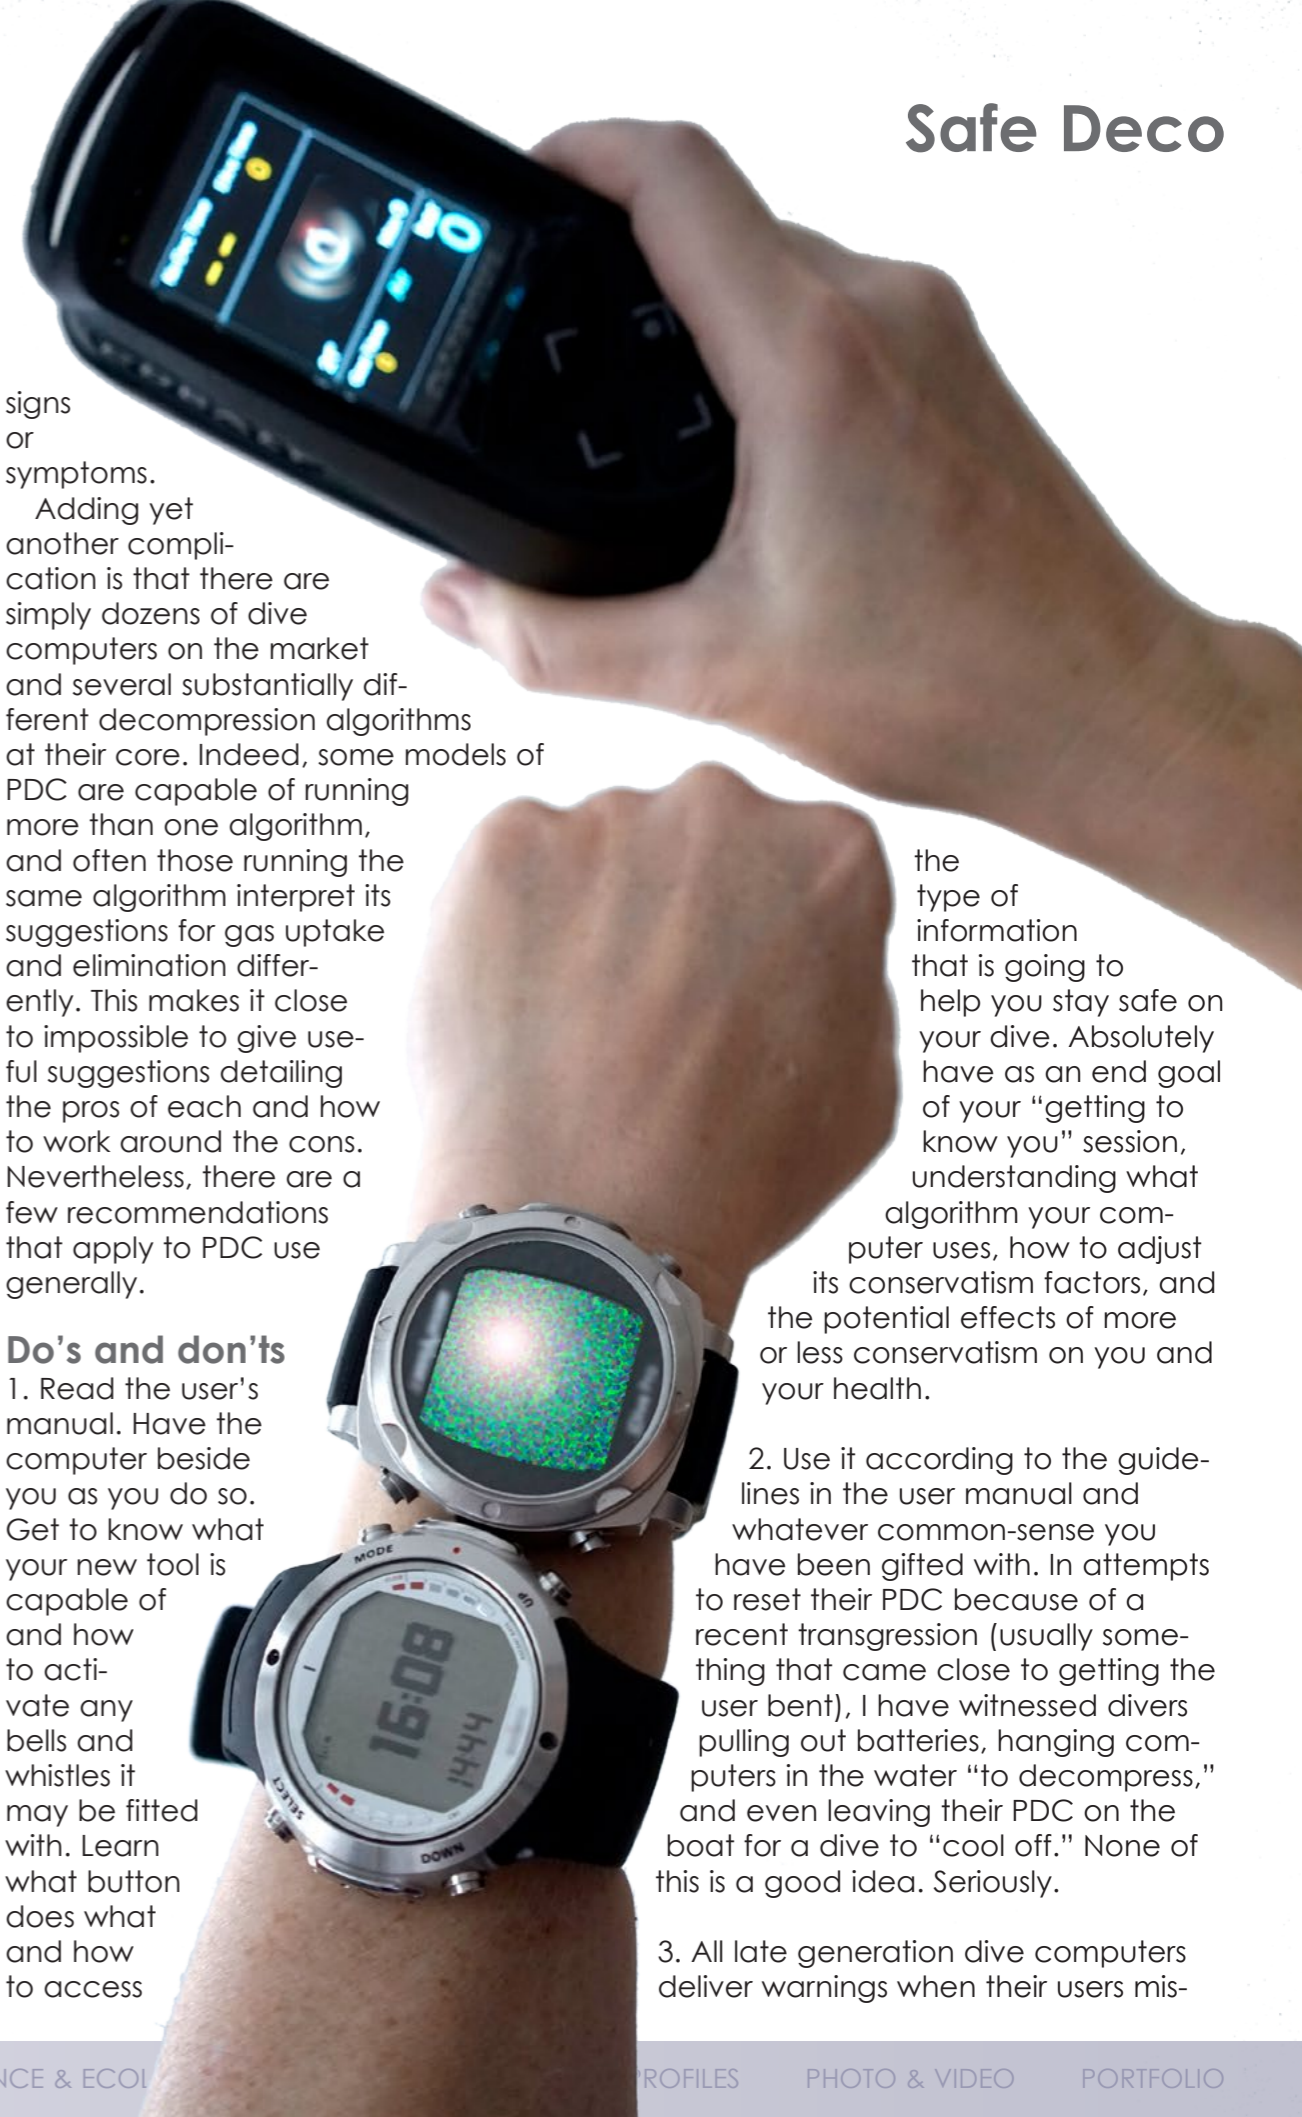 Safe Deco
signs
or
symptoms.
Adding yet
another compli-
cation is that there are
simply dozens of dive
computers on the market
and several substantially dif-
ferent decompression algorithms
at their core. Indeed, some models of
PDC are capable of running
more than one algorithm,
and often those running the
same algorithm interpret its
suggestions for gas uptake
and elimination differ-
ently. This makes it close
to impossible to give use-
ful suggestions detailing
the pros of each and how
to work around the cons.
Nevertheless, there are a
few recommendations
that apply to PDC use
generally.
Do’s and don’ts
1. Read the user’s
manual. Have the
computer beside
you as you do so.
Get to know what
your new tool is
capable of
and how
to acti-
vate any
bells and
whistles it
may be fitted
with. Learn
what button
does what
and how
to access
the
type of
information
that is going to
help you stay safe on
your dive. Absolutely
have as an end goal
of your “getting to
know you” session,
understanding what
algorithm your com-
puter uses, how to adjust
its conservatism factors, and
the potential effects of more
or less conservatism on you and
your health.
2. Use it according to the guide-
lines in the user manual and
whatever common-sense you
have been gifted with. In attempts
to reset their PDC because of a
recent transgression (usually some-
thing that came close to getting the
user bent), I have witnessed divers
pulling out batteries, hanging com-
puters in the water “to decompress,”
and even leaving their PDC on the
boat for a dive to “cool off.” None of
this is a good idea. Seriously.
3. All late generation dive computers
deliver warnings when their users mis-
MODE
UP
16:08
SELECT
DOWN
NCE & ECOL
PROFILES
PHOTO & VIDEO
PORTFOLIO